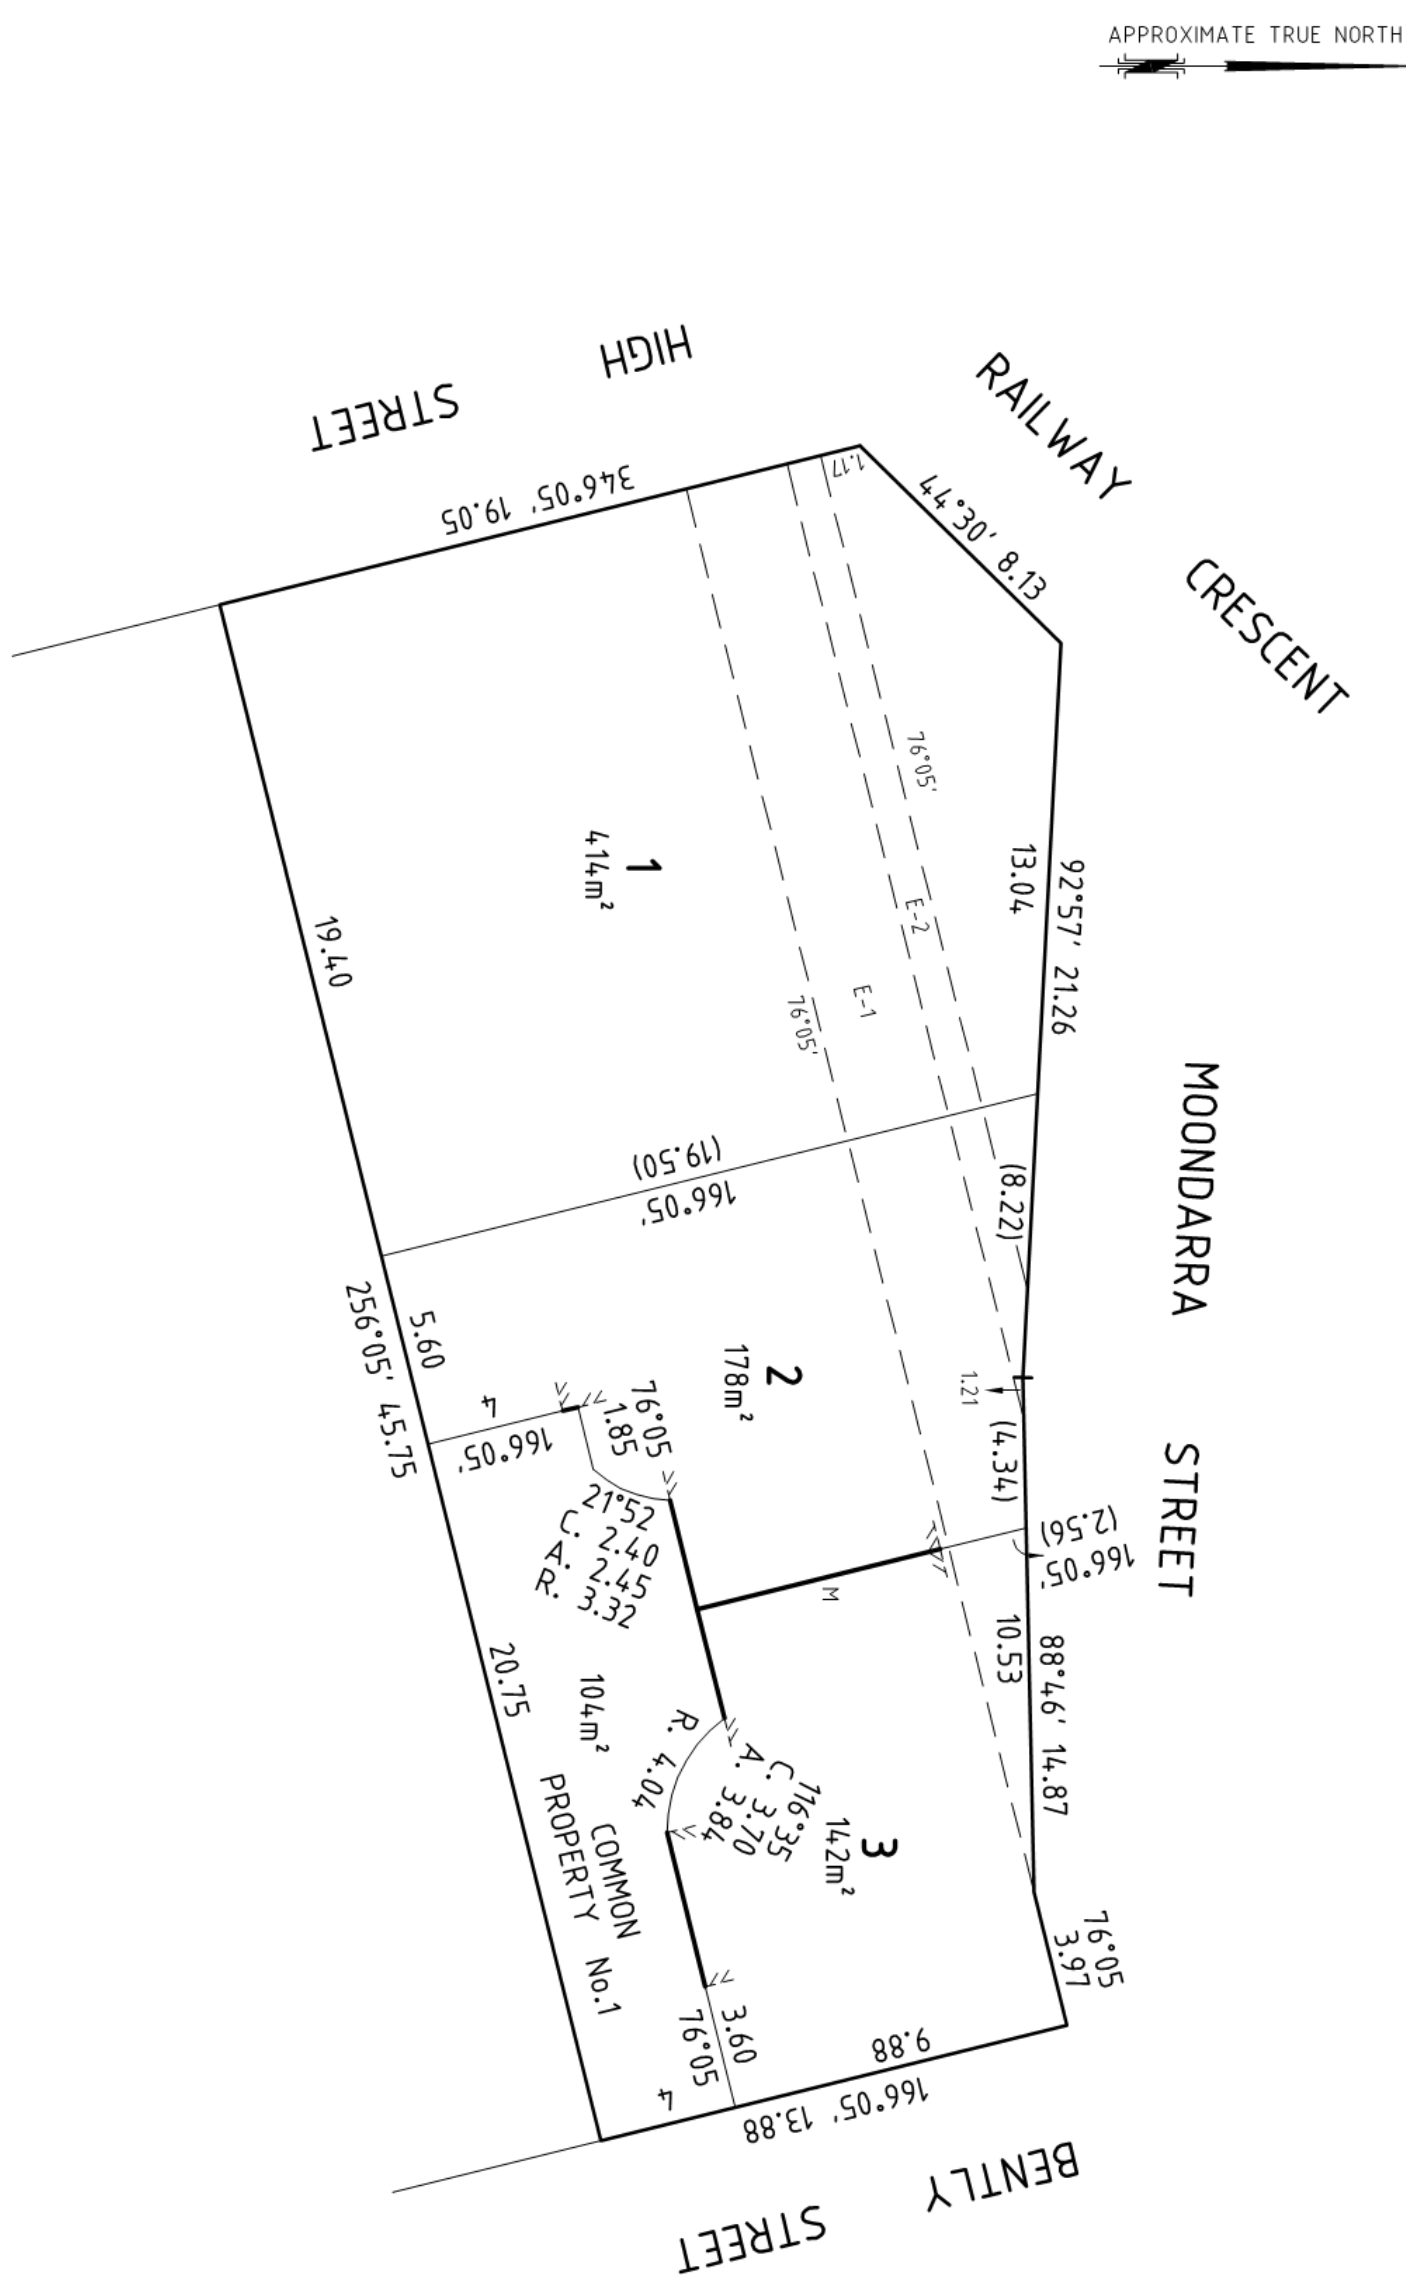 APPROXIMATE TRUE NORTH
HIGH
STREET
RAILWAY
CRESCENT
346°05' 19.05
1.17
44°30' 8.13
76°05'
13.04
92°57' 21.26
1
414m²
E-2
E-1
76°05'
19.40
MOONDARRA
STREET
(19.50)
166°05'
(8.22)
5.60
256°05' 45.75
2
178m²
1.21
(4.34)
4
166°05'
76°05
1.85
21°52
C. 2.40
A. 2.45
R. 3.32
(2.56)
166°05'
M
10.53
88°46' 14.87
20.75
104m²
R. 4.04
116°35
C. 3.70
A. 3.84
3
142m²
COMMON
PROPERTY No.1
76°05
3.97
3.60
76°05
9.88
4
166°05' 13.88
BENTLY
STREET